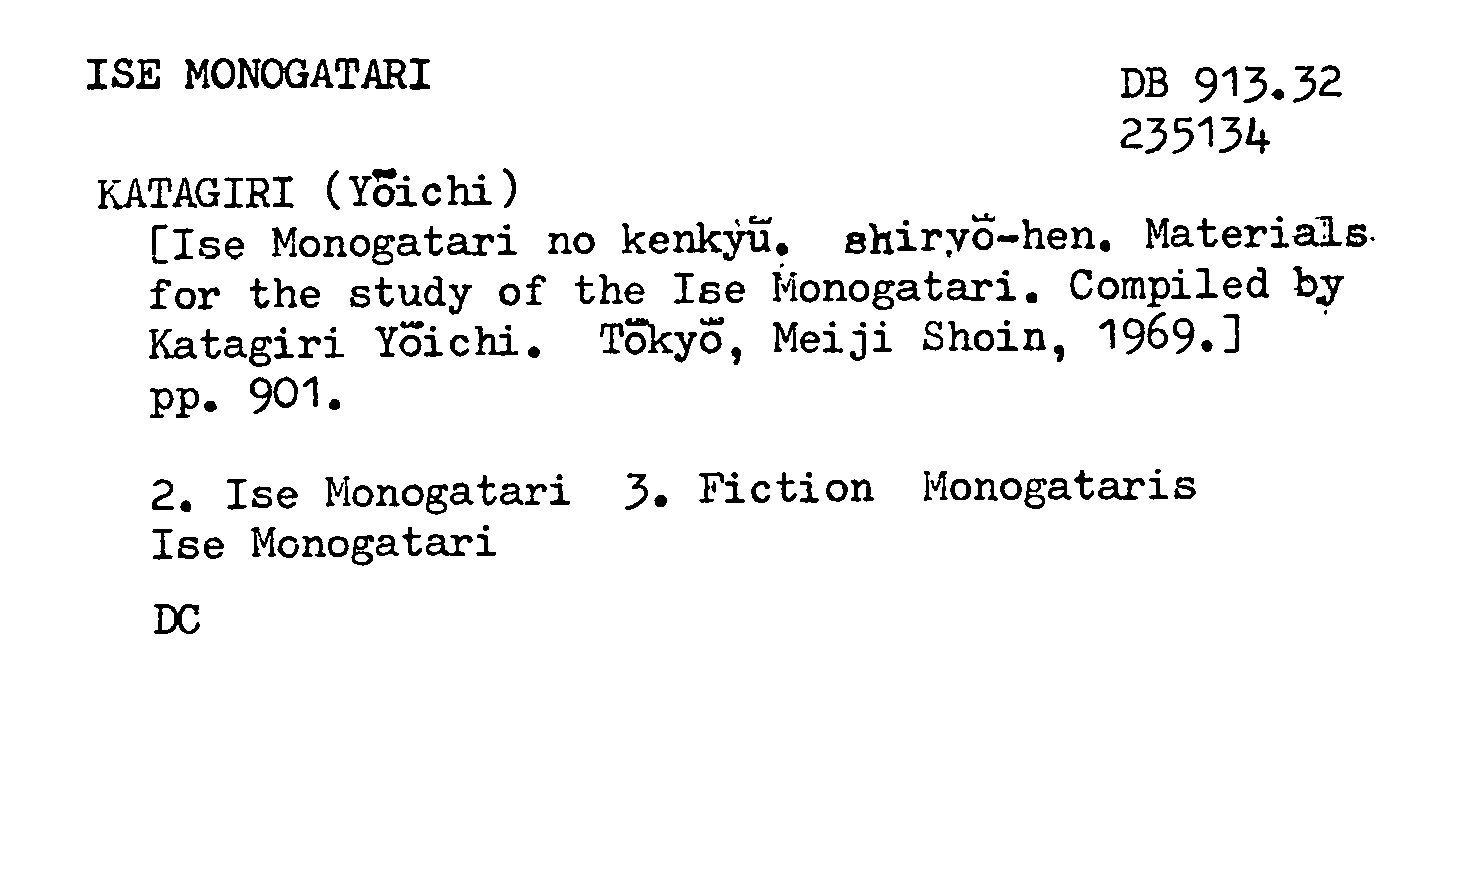 ISE MONOGATARI
DB 913.32
235134
KATAGIRI (Yōichi)
[Ise Monogatari no kenkyū. shiryō-hen. Materials
for the study of the Ise Monogatari. Compiled by
Katagiri Yōichi. Tōkyō, Meiji Shoin, 1969.]
pp. 901.
2. Ise Monogatari 3. Fiction Monogataris
Ise Monogatari
DC